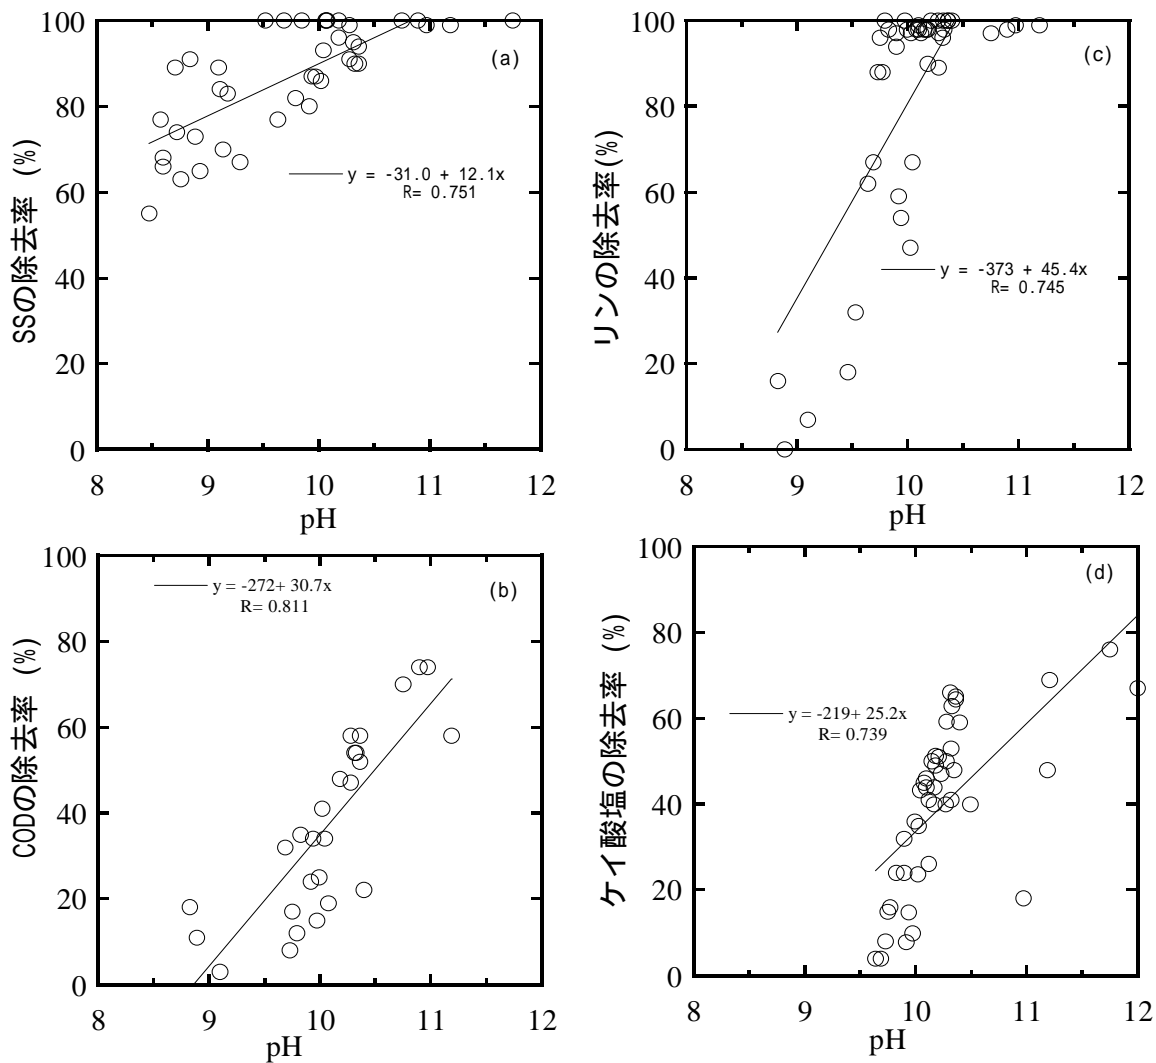 100
80
60
40
20
0
SSの除去率 (%)
(a)
y = -31.0 + 12.1x
R= 0.751
8 9 10 11 12
pH
100
80
60
40
20
0
リンの除去率(%)
(c)
y = -373 + 45.4x
R= 0.745
8 9 10 11 12
pH
100
80
60
40
20
0
CODの除去率 (%)
(b)
y = -272+ 30.7x
R= 0.811
8 9 10 11 12
pH
100
80
60
40
20
0
ケイ酸塩の除去率 (%)
(d)
y = -219+ 25.2x
R= 0.739
8 9 10 11 12
pH